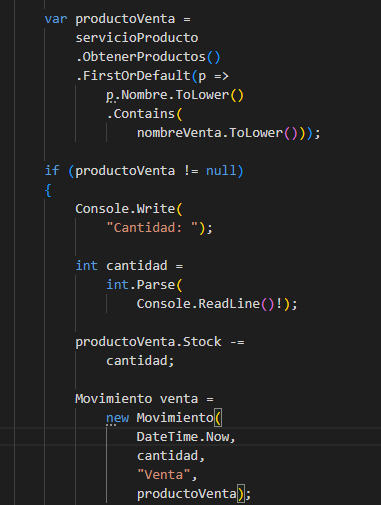 var productoVenta =
servicioProducto
.ObtenerProductos()
.FirstOrDefault(p =>
p.Nombre.ToLower()
.Contains(
nombreVenta.ToLower()));
if (productoVenta != null)
{
Console.Write(
"Cantidad: ");
int cantidad =
int.Parse(
Console.ReadLine()!);
productoVenta.Stock -=
cantidad;
Movimiento venta =
new Movimiento(
DateTime.Now,
cantidad,
"Venta",
productoVenta);